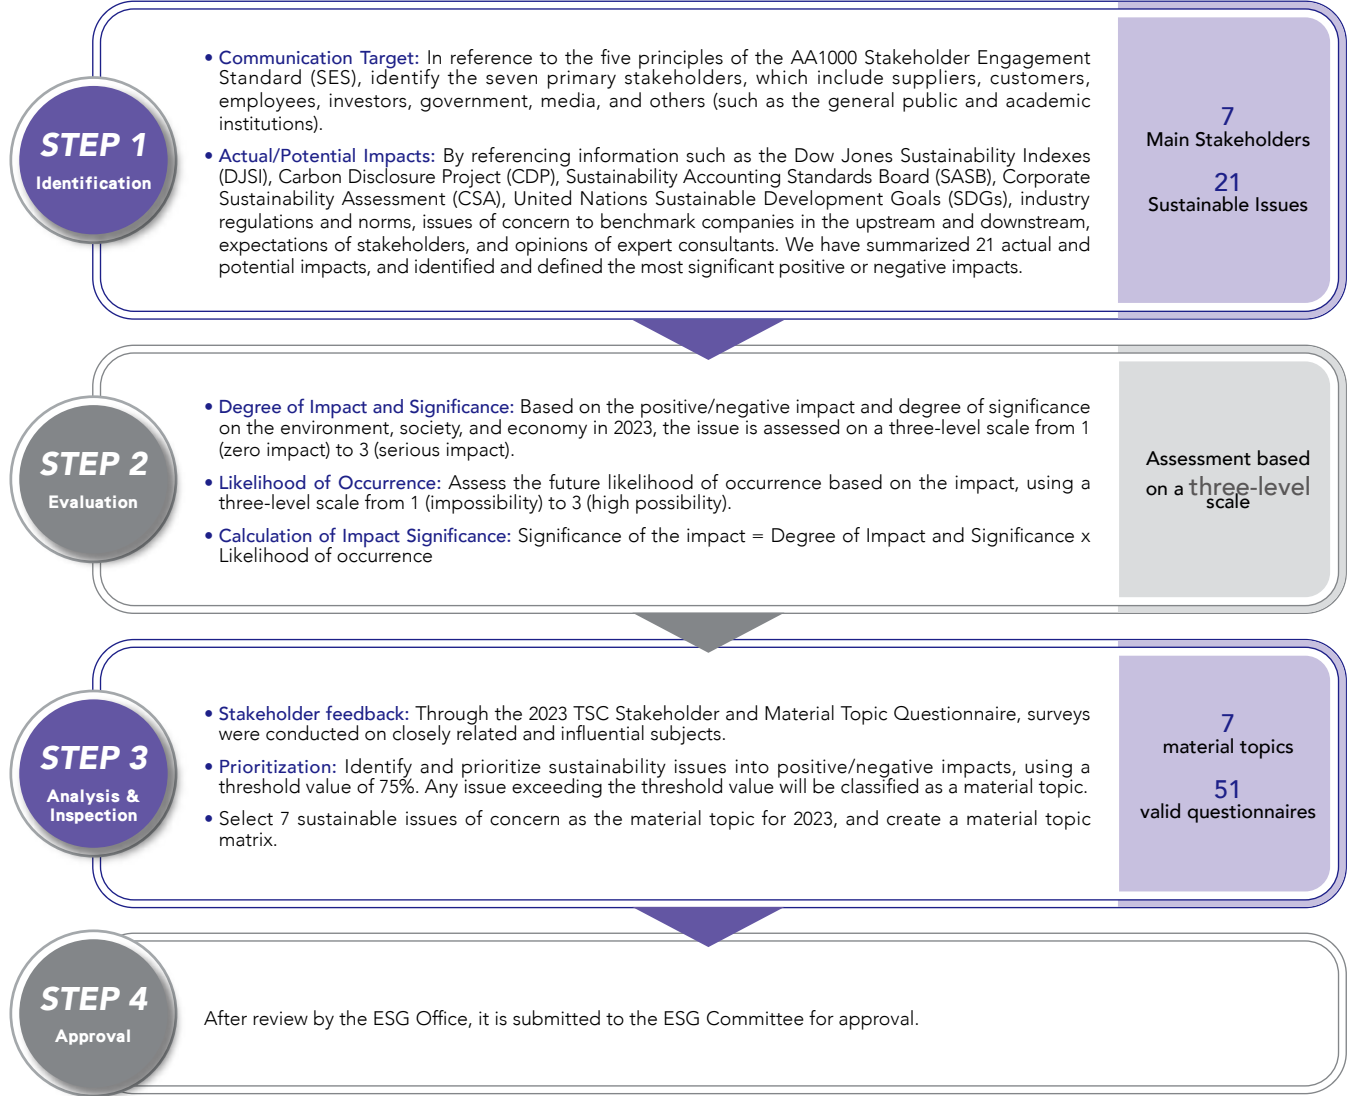 STEP 1
Identification
• Communication Target: In reference to the five principles of the AA1000 Stakeholder Engagement
Standard (SES), identify the seven primary stakeholders, which include suppliers, customers,
employees, investors, government, media, and others (such as the general public and academic
institutions).
• Actual/Potential Impacts: By referencing information such as the Dow Jones Sustainability Indexes
(DJSI), Carbon Disclosure Project (CDP), Sustainability Accounting Standards Board (SASB), Corporate
Sustainability Assessment (CSA), United Nations Sustainable Development Goals (SDGs), industry
regulations and norms, issues of concern to benchmark companies in the upstream and downstream,
expectations of stakeholders, and opinions of expert consultants. We have summarized 21 actual and
potential impacts, and identified and defined the most significant positive or negative impacts.
7
Main Stakeholders
21
Sustainable Issues
STEP 2
Evaluation
• Degree of Impact and Significance: Based on the positive/negative impact and degree of significance
on the environment, society, and economy in 2023, the issue is assessed on a three-level scale from 1
(zero impact) to 3 (serious impact).
• Likelihood of Occurrence: Assess the future likelihood of occurrence based on the impact, using a
three-level scale from 1 (impossibility) to 3 (high possibility).
• Calculation of Impact Significance: Significance of the impact = Degree of Impact and Significance x
Likelihood of occurrence
Assessment based
on a three-level
scale
STEP 3
Analysis &
Inspection
• Stakeholder feedback: Through the 2023 TSC Stakeholder and Material Topic Questionnaire, surveys
were conducted on closely related and influential subjects.
• Prioritization: Identify and prioritize sustainability issues into positive/negative impacts, using a
threshold value of 75%. Any issue exceeding the threshold value will be classified as a material topic.
• Select 7 sustainable issues of concern as the material topic for 2023, and create a material topic
matrix.
7
material topics
51
valid questionnaires
STEP 4
Approval
After review by the ESG Office, it is submitted to the ESG Committee for approval.